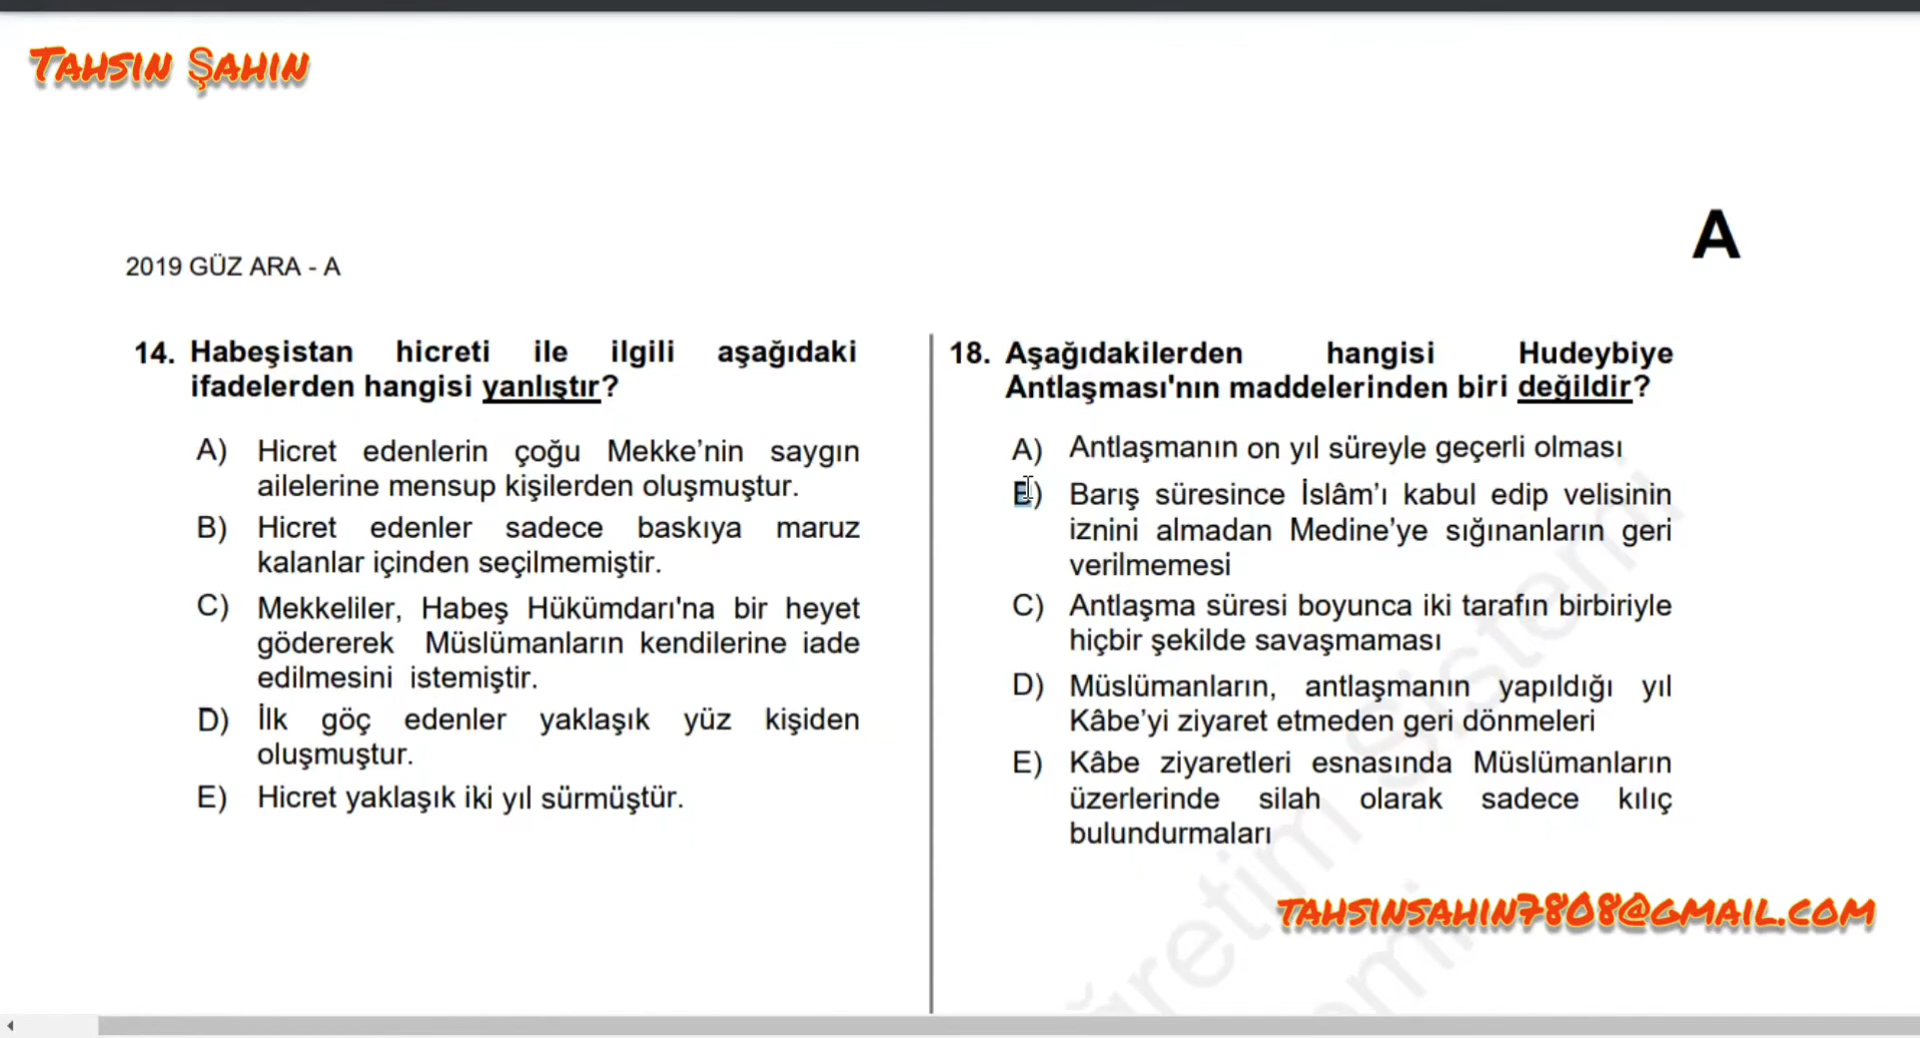 Tahsin Şahin
A
2019 GÜZ ARA - A
14. Habeşistan hicreti ile ilgili aşağıdaki
ifadelerden hangisi yanlıştır?
A) Hicret edenlerin çoğu Mekke’nin saygın
ailelerine mensup kişilerden oluşmuştur.
B) Hicret edenler sadece baskıya maruz
kalanlar içinden seçilmemiştir.
C) Mekkeliler, Habeş Hükümdarı'na bir heyet
gödererek Müslümanların kendilerine iade
edilmesini istemiştir.
D) İlk göç edenler yaklaşık yüz kişiden
oluşmuştur.
E) Hicret yaklaşık iki yıl sürmüştür.
18. Aşağıdakilerden hangisi Hudeybiye
Antlaşması'nın maddelerinden biri değildir?
A) Antlaşmanın on yıl süreyle geçerli olması
B) Barış süresince İslâm’ı kabul edip velisinin
iznini almadan Medine’ye sığınanların geri
verilmemesi
C) Antlaşma süresi boyunca iki tarafın birbiriyle
hiçbir şekilde savaşmaması
D) Müslümanların, antlaşmanın yapıldığı yıl
Kâbe’yi ziyaret etmeden geri dönmeleri
E) Kâbe ziyaretleri esnasında Müslümanların
üzerlerinde silah olarak sadece kılıç
bulundurmaları
tahsinsahin7808@gmail.com
Sistemi